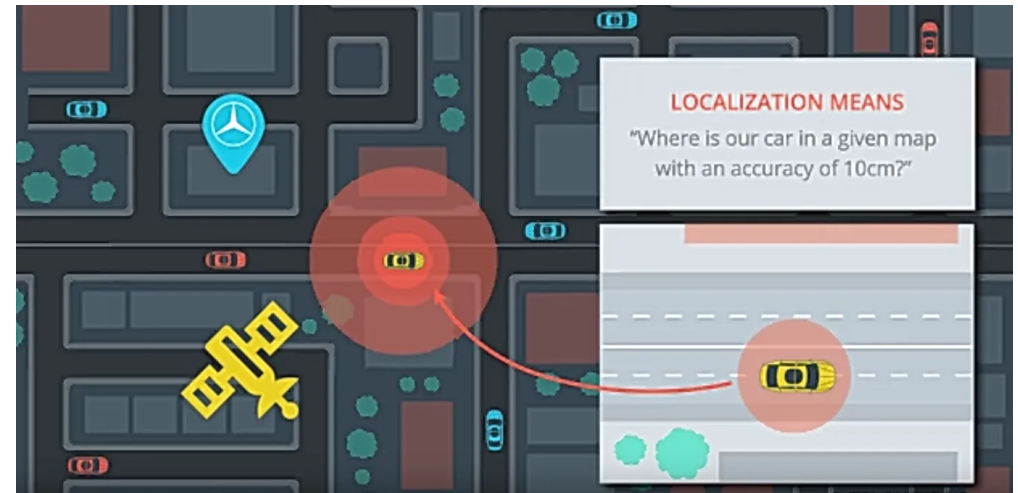 LOCALIZATION MEANS
“Where is our car in a given map
with an accuracy of 10cm?”